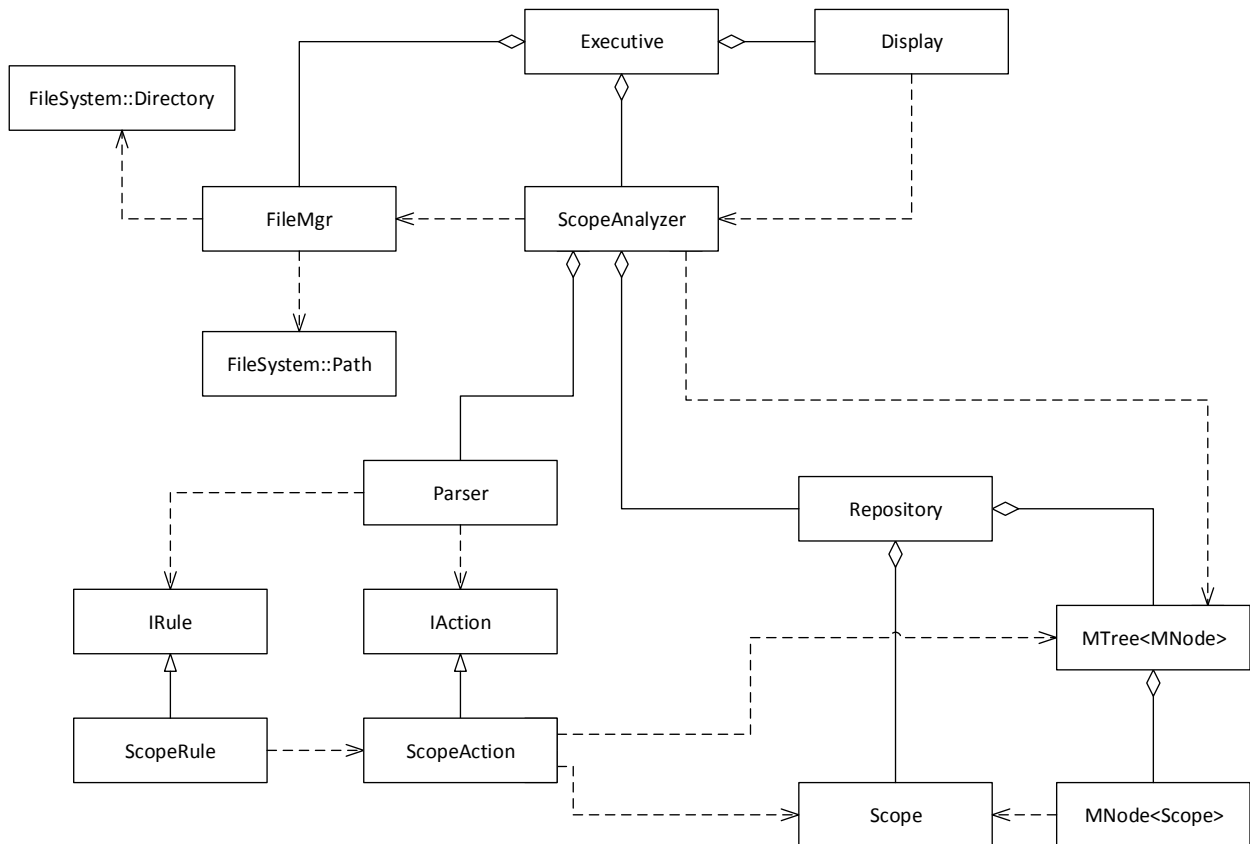 Executive
Display
FileSystem::Directory
FileMgr
ScopeAnalyzer
FileSystem::Path
Parser
Repository
IRule
IAction
MTree<MNode>
ScopeRule
ScopeAction
Scope
MNode<Scope>